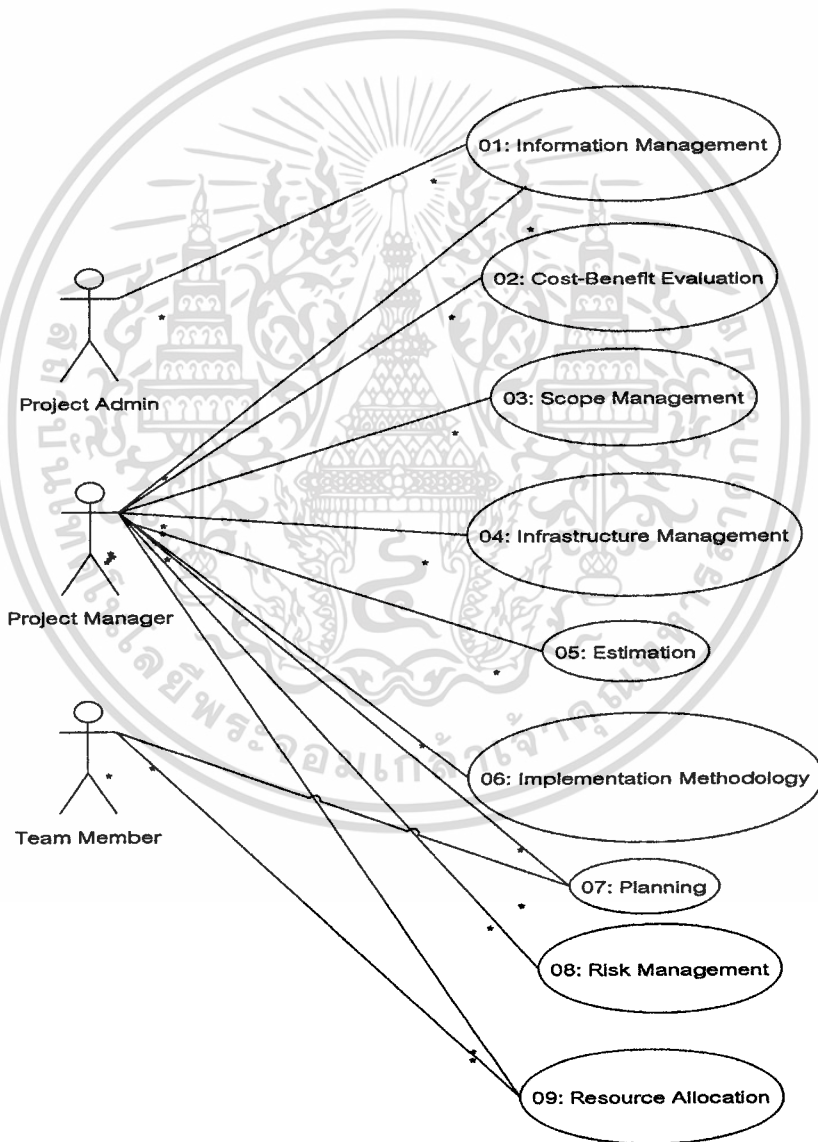 01: Information Management
02: Cost-Benefit Evaluation
Project Admin
03: Scope Management
04: Infrastructure Management
Project Manager
05: Estimation
06: Implementation Methodology
Team Member
07: Planning
08: Risk Management
09: Resource Allocation